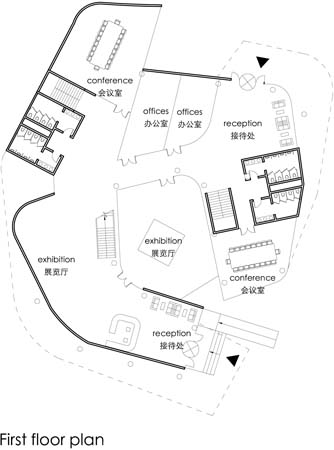 conference
会议室
offices
办公室
offices
办公室
reception
接待处
exhibition
展览厅
exhibition
展览厅
conference
会议室
reception
接待处
First floor plan